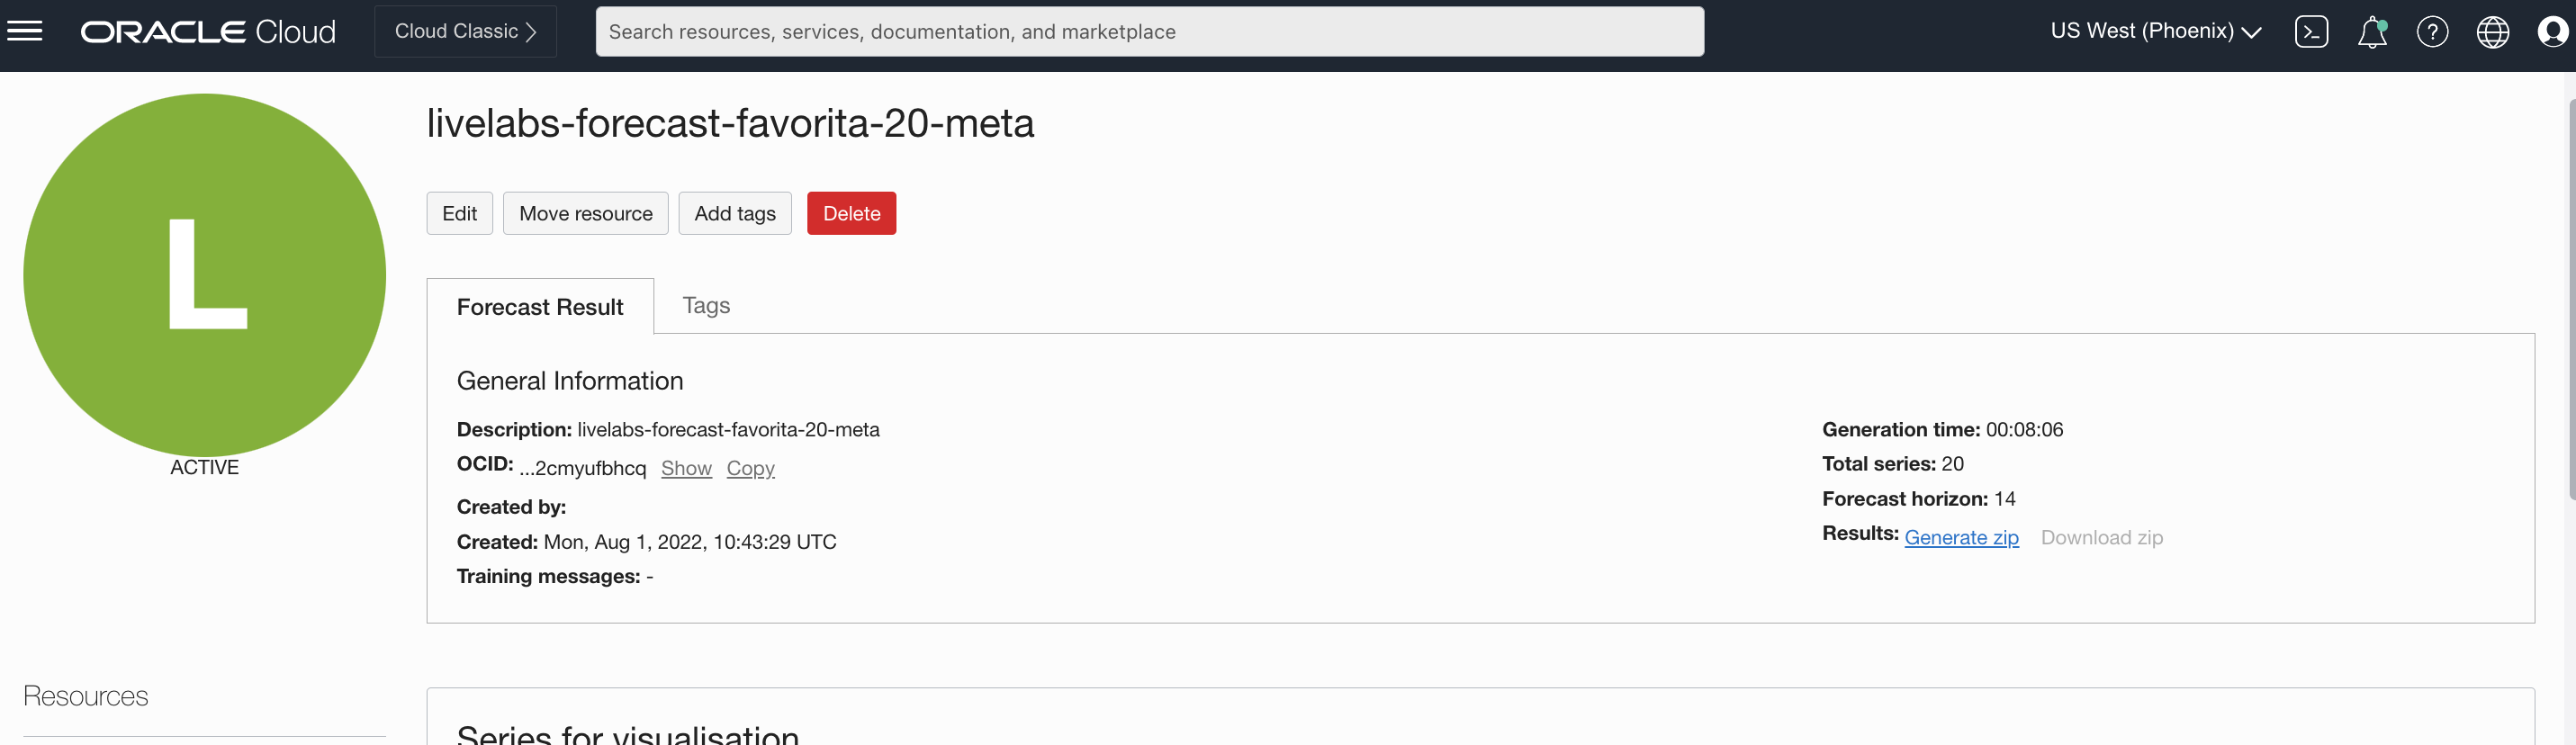 ORACLE Cloud
Cloud Classic
Search resources, services, documentation, and marketplace
US West (Phoenix)
L
ACTIVE
livelabs-forecast-favorita-20-meta
Edit
Move resource
Add tags
Delete
Forecast Result
Tags
General Information
Description: livelabs-forecast-favorita-20-meta
OCID: ...2cmyufbhcq Show Copy
Created by:
Created: Mon, Aug 1, 2022, 10:43:29 UTC
Training messages: -
Generation time: 00:08:06
Total series: 20
Forecast horizon: 14
Results: Generate zip Download zip
Resources
Series for visualisation